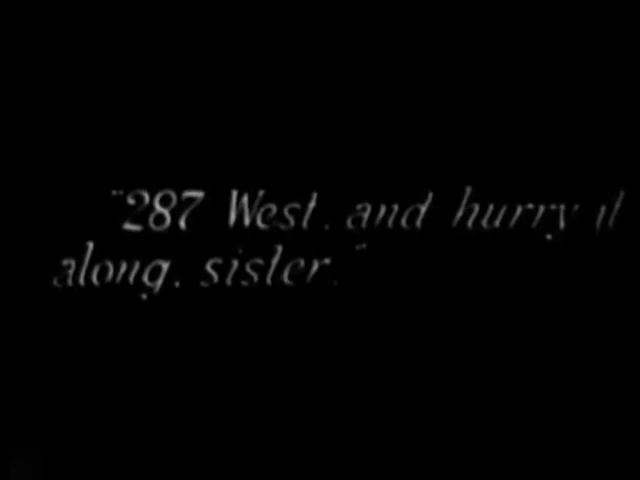 "287 West, and hurry it
along, sister."